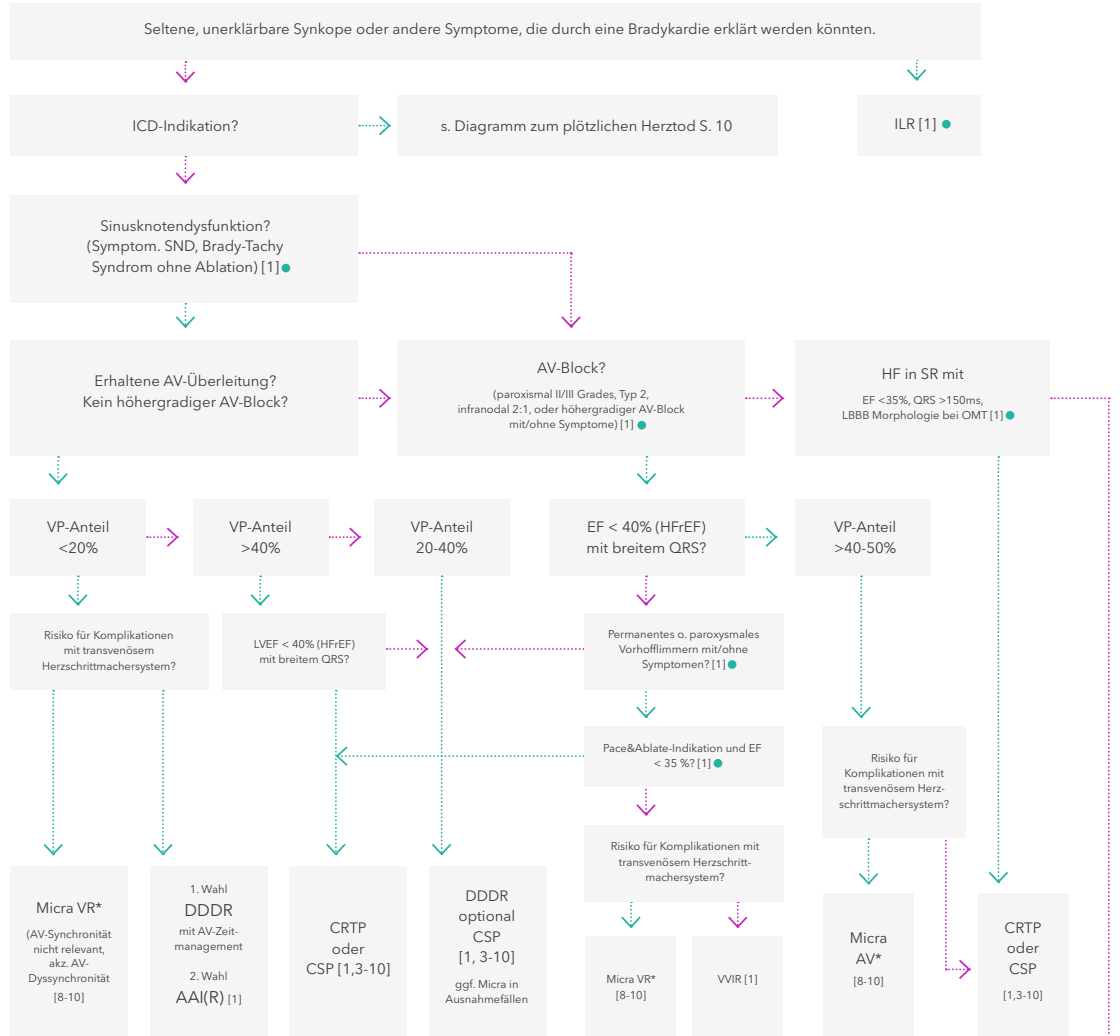 Seltene, unerklärbare Synkope oder andere Symptome, die durch eine Bradykardie erklärt werden könnten.
ICD-Indikation?
s. Diagramm zum plötzlichen Herztod S. 10
ILR [1]
Sinusknotendysfunktion?
(Symptom. SND, Brady-Tachy
Syndrom ohne Ablation) [1]
Erhaltene AV-Überleitung?
Kein höhergradiger AV-Block?
AV-Block?
(paroxismal II/III Grades, Typ 2,
infranodal 2:1, oder höhergradiger AV-Block
mit/ohne Symptome) [1]
HF in SR mit
EF <35%, QRS >150ms,
LBBB Morphologie bei OMT [1]
VP-Anteil
<20%
VP-Anteil
>40%
VP-Anteil
20-40%
EF < 40% (HFrEF)
mit breitem QRS?
VP-Anteil
>40-50%
Risiko für Komplikationen
mit transvenösem
Herzschrittmachersystem?
LVEF < 40% (HFrEF)
mit breitem QRS?
Permanentes o. paroxysmales
Vorhofflimmern mit/ohne
Symptomen? [1]
Pace&Ablate-Indikation und EF
< 35 %? [1]
Risiko für
Komplikationen mit
transvenösem Herz-
schrittmachersystem?
Risiko für Komplikationen mit
transvenösem Herzschritt-
machersystem?
Micra VR*
(AV-Synchronität
nicht relevant,
akz. AV-
Dyssynchronität
[8-10]
1. Wahl
DDDR
mit AV-Zeit-
management
2. Wahl
AAI(R) [1]
CRTP
oder
CSP [1,3-10]
DDDR
optional
CSP
[1, 3-10]
ggf. Micra in
Ausnahmefällen
Micra VR*
[8-10]
VVIR [1]
Micra
AV*
[8-10]
CRTP
oder
CSP
[1,3-10]